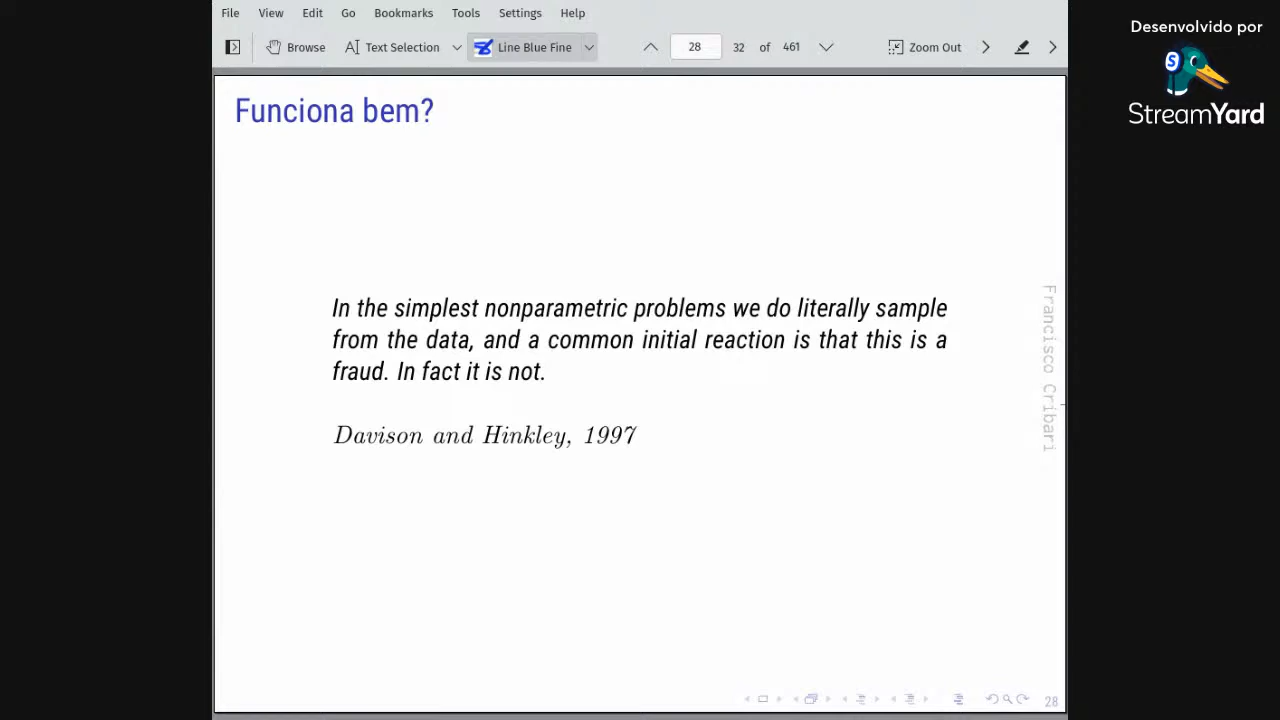 File View Edit Go Bookmarks Tools Settings Help
Desenvolvido por
Browse Text Selection Line Blue Fine 28 32 of 461 Zoom Out
S
StreamYard
Funciona bem?
In the simplest nonparametric problems we do literally sample
from the data, and a common initial reaction is that this is a
fraud. In fact it is not.
Davison and Hinkley, 1997
Francisco Cribari
28